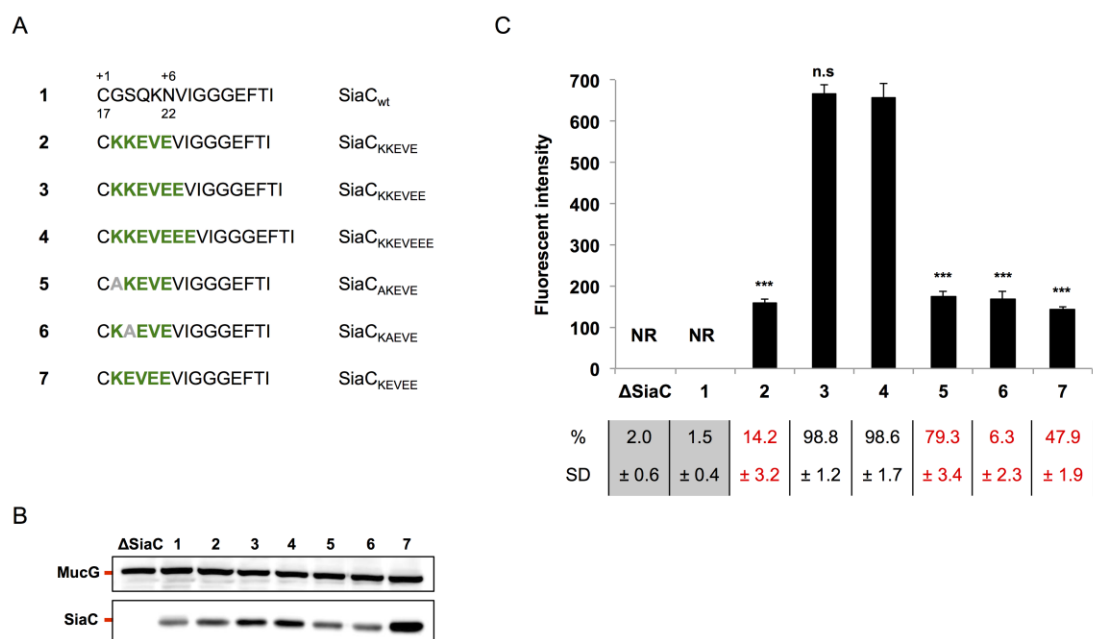 A
+1 +6
1 CGSQKNVIGGGEFTI SiaCwt
17 22
2 CKKEVEVIGGGEFTI SiaCKKEVE
3 CKKEVEEVIGGGEFTI SiaCKKEVEE
4 CKKEVEEEVIGGGEFTI SiaCKKEVEEE
5 CAKEVEVIGGGEFTI SiaCAKEVE
6 CKAEVEVIGGGEFTI SiaCKAEVE
7 CKEVEEVIGGGEFTI SiaCKEVEE
B
ΔSiaC 1 2 3 4 5 6 7
MucG
SiaC
C
Fluorescent intensity
700
600
500
400
300
200
100
0
NR NR *** n.s *** *** ***
ΔSiaC 1 2 3 4 5 6 7
% 2.0 1.5 14.2 98.8 98.6 79.3 6.3 47.9
SD ± 0.6 ± 0.4 ± 3.2 ± 1.2 ± 1.7 ± 3.4 ± 2.3 ± 1.9